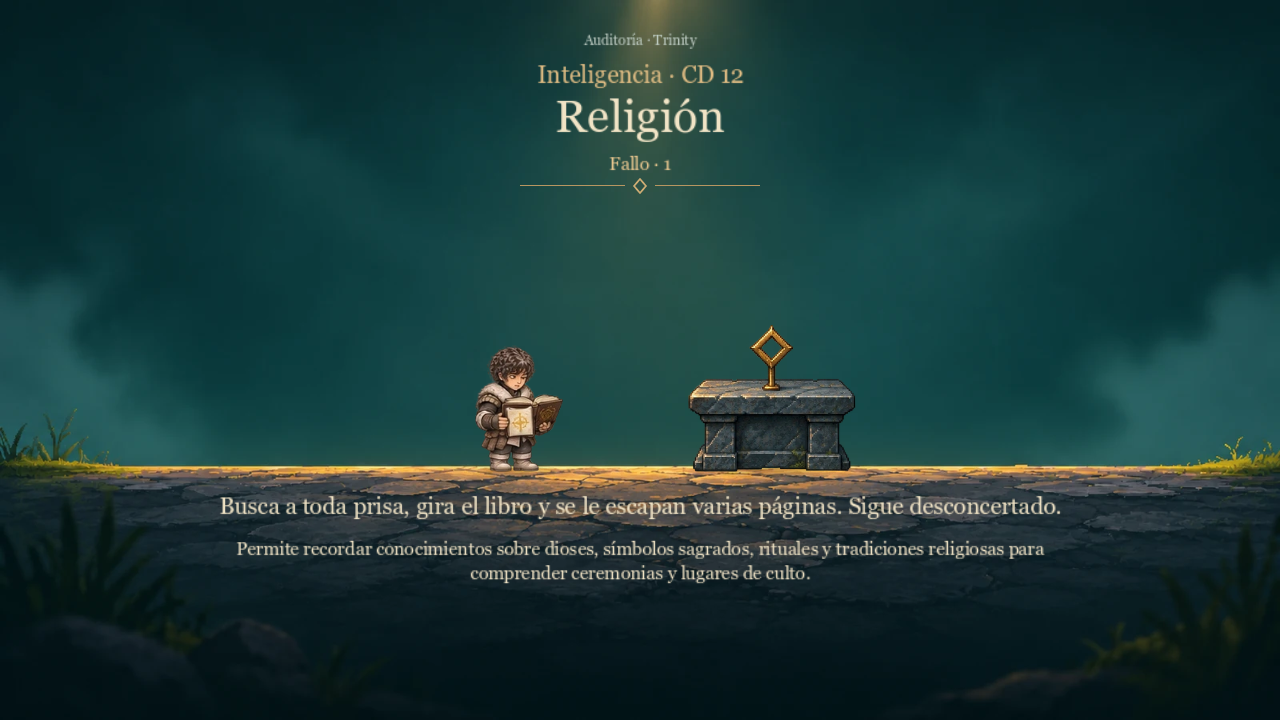 Auditoría · Trinity
Inteligencia · CD 12
Religión
Fallo · 1
Busca a toda prisa, gira el libro y se le escapan varias páginas. Sigue desconcertado.
Permite recordar conocimientos sobre dioses, símbolos sagrados, rituales y tradiciones religiosas para
comprender ceremonias y lugares de culto.